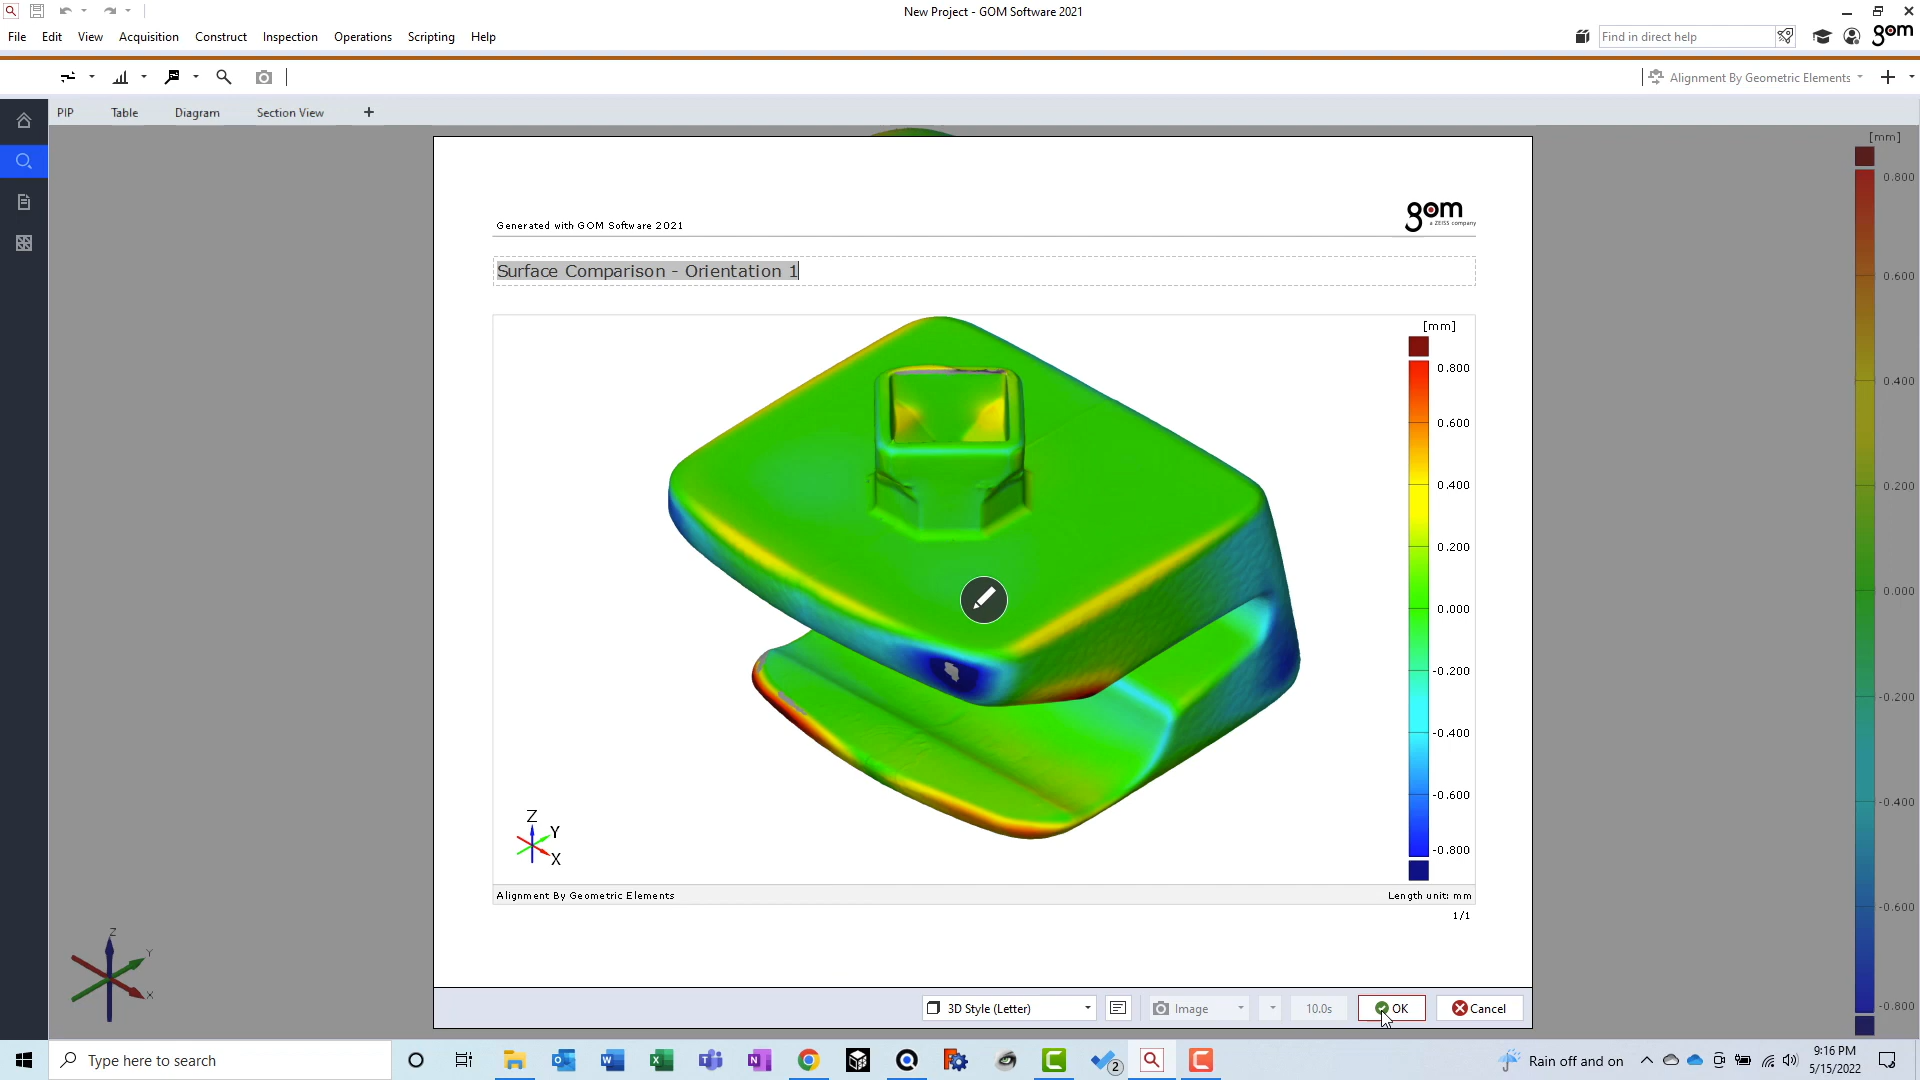 New Project - GOM Software 2021
File Edit View Acquisition Construct Inspection Operations Scripting Help
Find in direct help
gom
Alignment By Geometric Elements
PIP Table Diagram Section View
[mm]
0.800
0.600
0.400
0.200
0.000
-0.200
-0.400
-0.600
-0.800
Generated with GOM Software 2021
gom
a ZEISS company
Surface Comparison - Orientation 1
[mm]
0.800
0.600
0.400
0.200
0.000
-0.200
-0.400
-0.600
-0.800
Z
Y
X
Alignment By Geometric Elements
Length unit: mm
1/1
Z
Y
X
3D Style (Letter)
Image
10.0s
OK
Cancel
Type here to search
2
Rain off and on
9:16 PM
5/15/2022